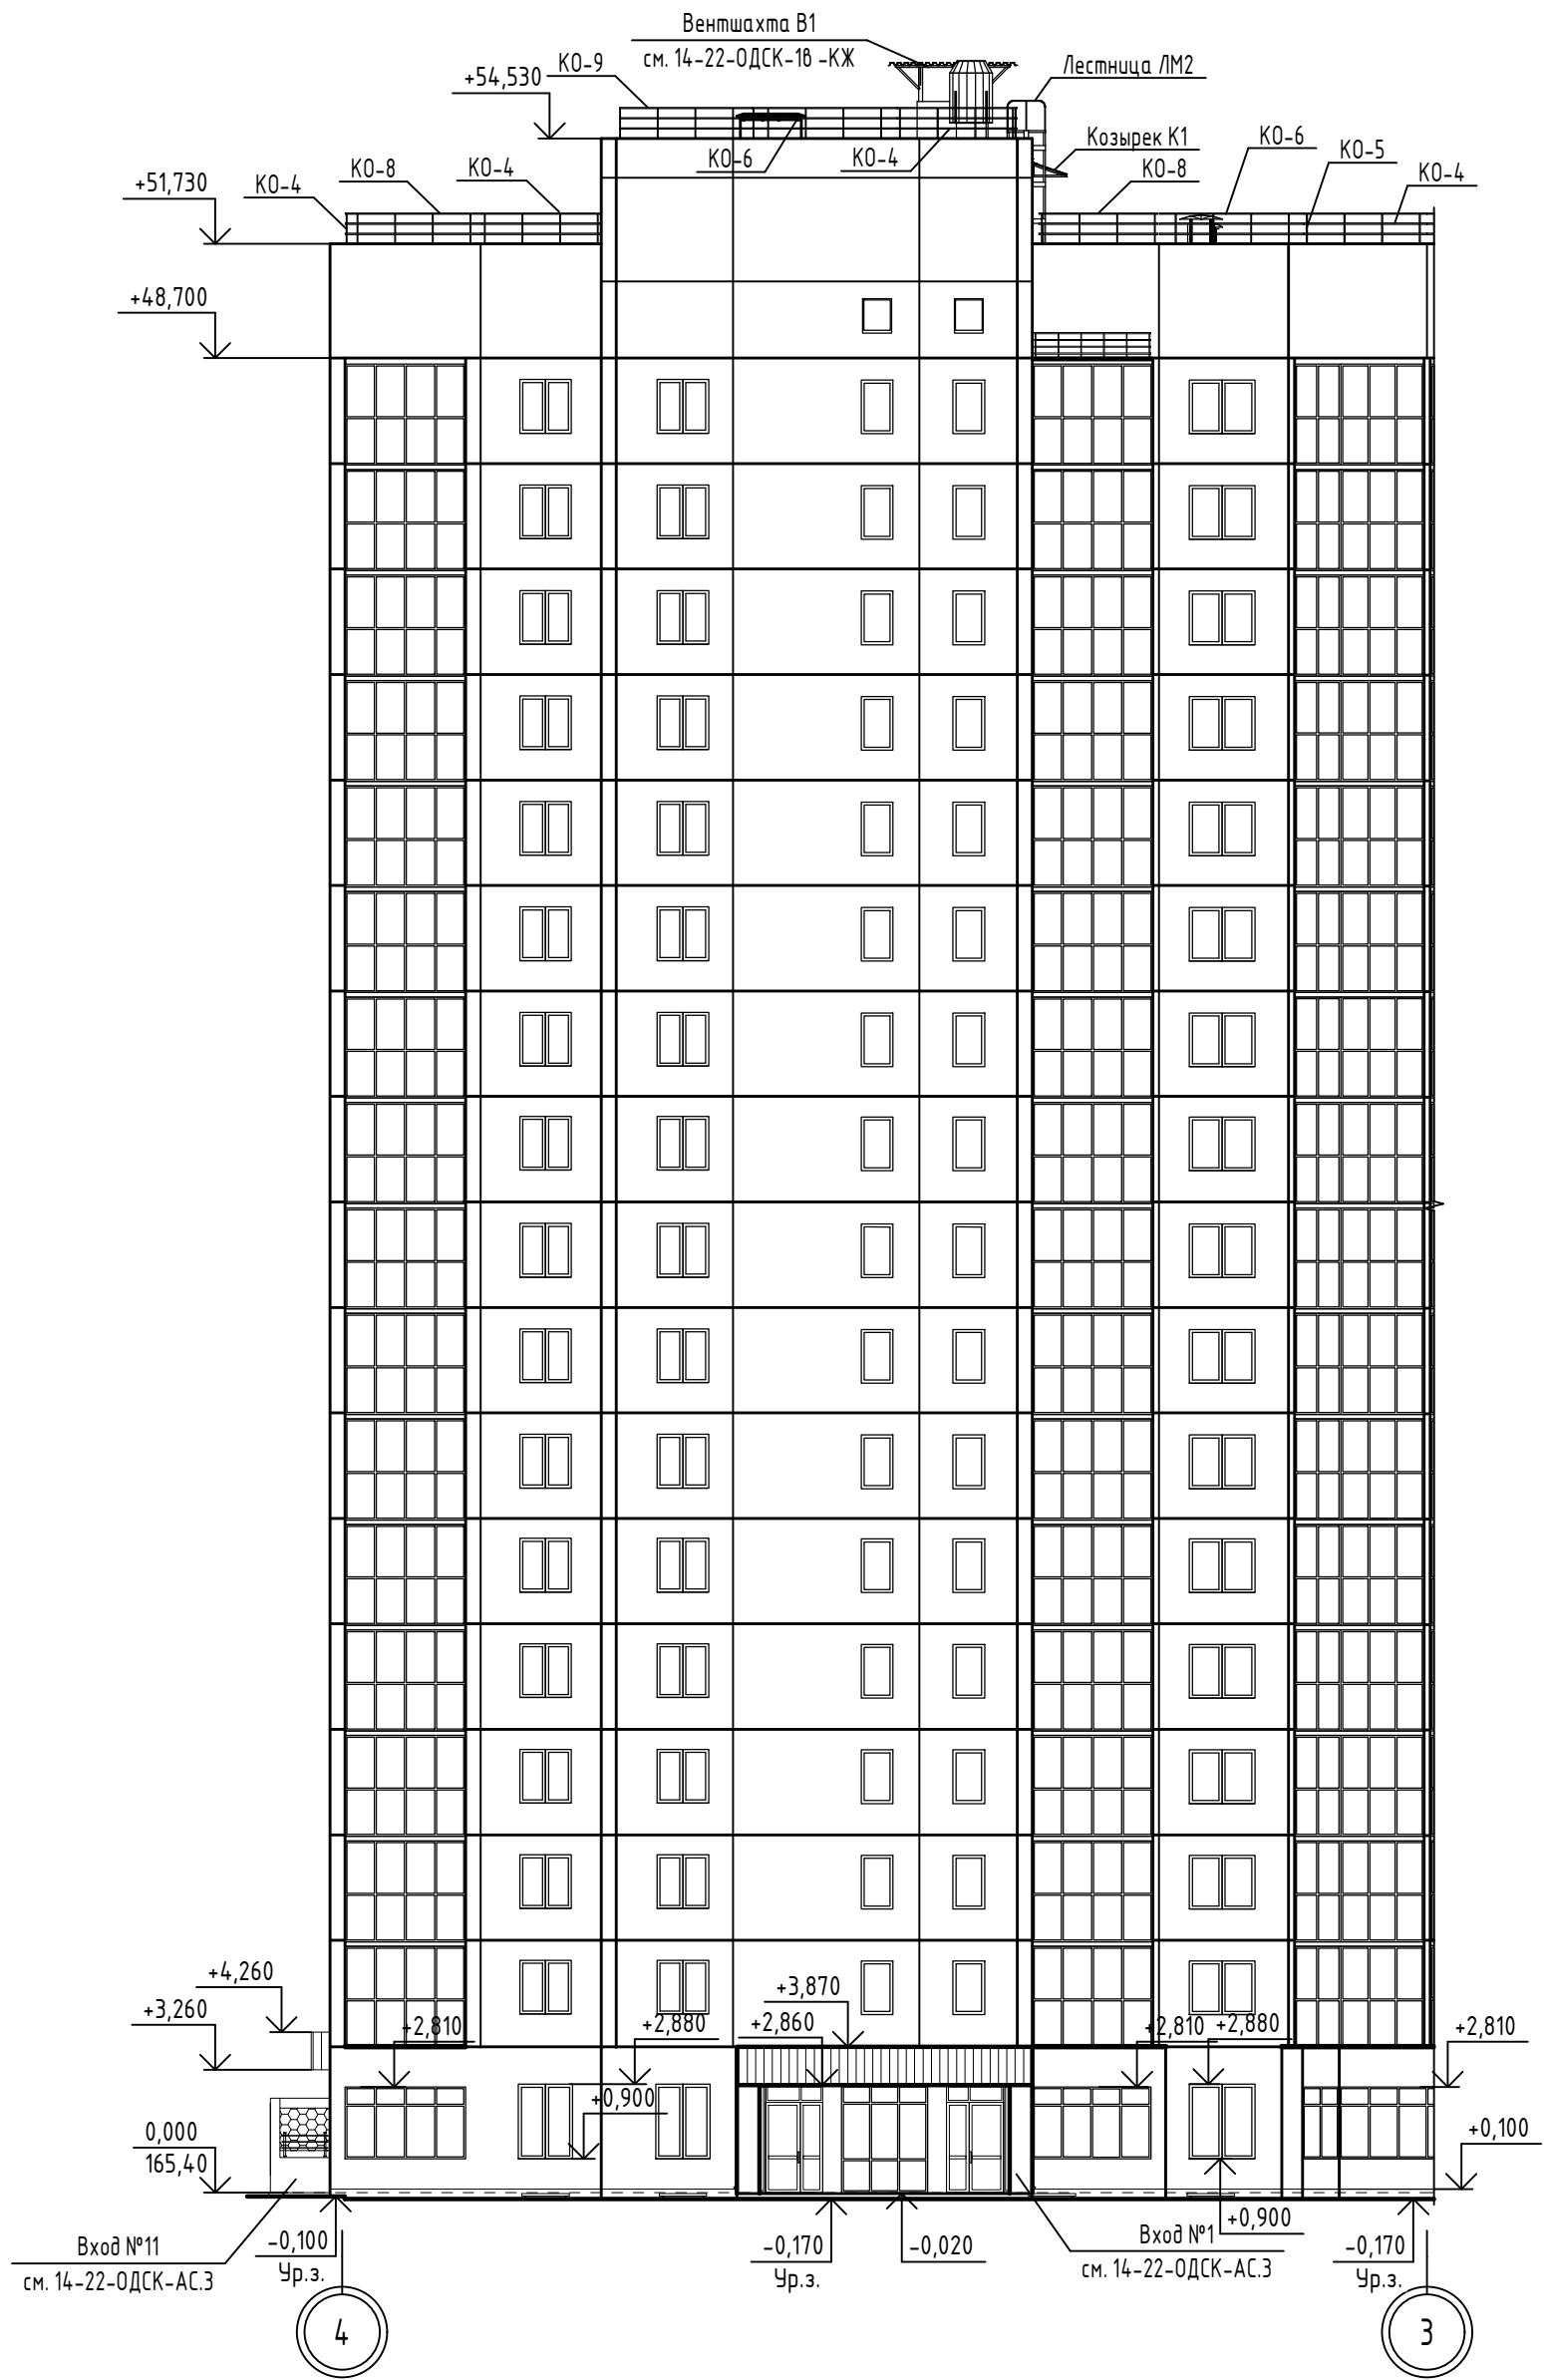 Вентшахта В1
см. 14-22-ОДСК-1в -КЖ
КО-9
+54,530
Лестница ЛМ2
Козырек К1
КО-6
КО-5
КО-6
КО-4
КО-8
КО-4
КО-4
КО-8
КО-4
+51,730
+48,700
+4,260
+3,260
+3,870
+2,810
+2,880
+2,860
+2,810
+2,880
+2,810
+0,900
0,000
165,40
+0,100
+0,900
Вход №11
см. 14-22-ОДСК-АС.3
-0,100
Ур.з.
-0,170
Ур.з.
-0,020
Вход №1
см. 14-22-ОДСК-АС.3
-0,170
Ур.з.
4
3